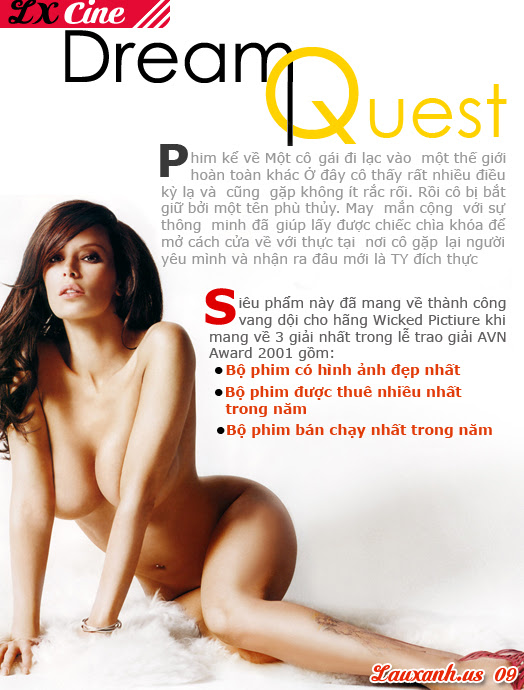 LX Cine
Dream
Quest
Phim kể về Một cô gái đi lạc vào một thế giới
hoàn toàn khác Ở đây cô thấy rất nhiều điều
kỳ lạ và cũng gặp không ít rắc rối. Rồi cô bị bắt
giữ bởi một tên phù thủy. May mắn cộng với sự
thông minh đã giúp lấy được chiếc chìa khóa để
mở cách cửa về với thực tại nơi cô gặp lại người
yêu mình và nhận ra đâu mới là TY đích thực
Siêu phẩm này đã mang về thành công
vang dội cho hãng Wicked Pictiure khi
mang về 3 giải nhất trong lễ trao giải AVN
Award 2001 gồm:
• Bộ phim có hình ảnh đẹp nhất
• Bộ phim được thuê nhiều nhất
trong năm
• Bộ phim bán chạy nhất trong năm
Lauxanh.us 09